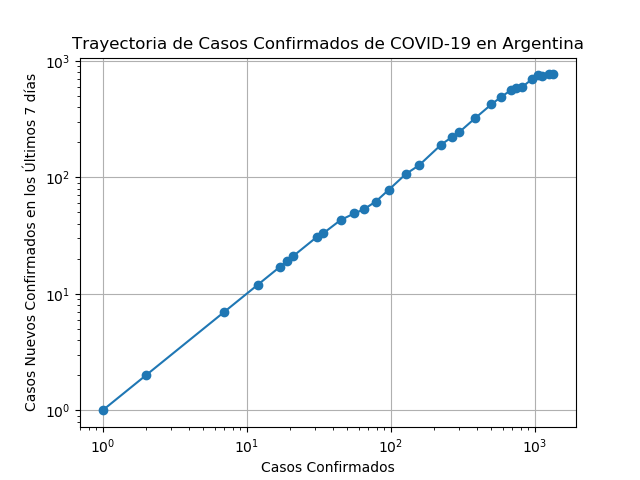 Trayectoria de Casos Confirmados de COVID-19 en Argentina
Casos Nuevos Confirmados en los Últimos 7 días
10³
10²
10¹
10⁰
10⁰ 10¹ 10² 10³
Casos Confirmados